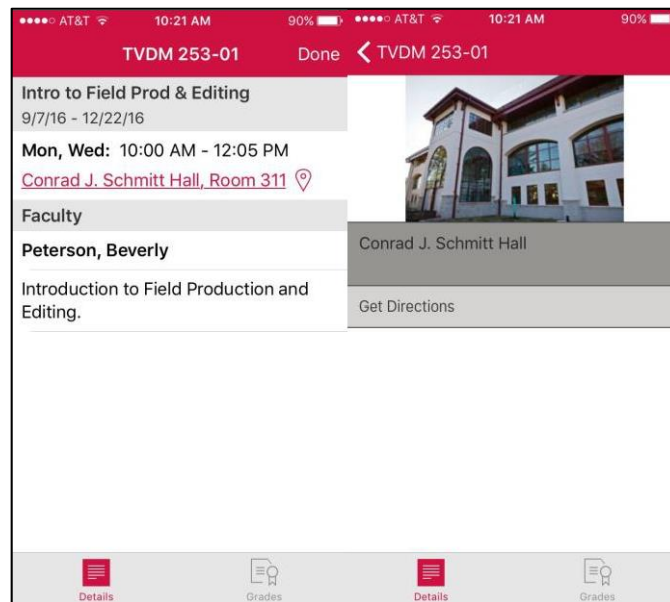 AT&T 10:21 AM 90%
TVDM 253-01 Done
Intro to Field Prod & Editing
9/7/16 - 12/22/16
Mon, Wed: 10:00 AM - 12:05 PM
Conrad J. Schmitt Hall, Room 311
Faculty
Peterson, Beverly
Introduction to Field Production and
Editing.
Details Grades
AT&T 10:21 AM 90%
TVDM 253-01
Conrad J. Schmitt Hall
Get Directions
Details Grades